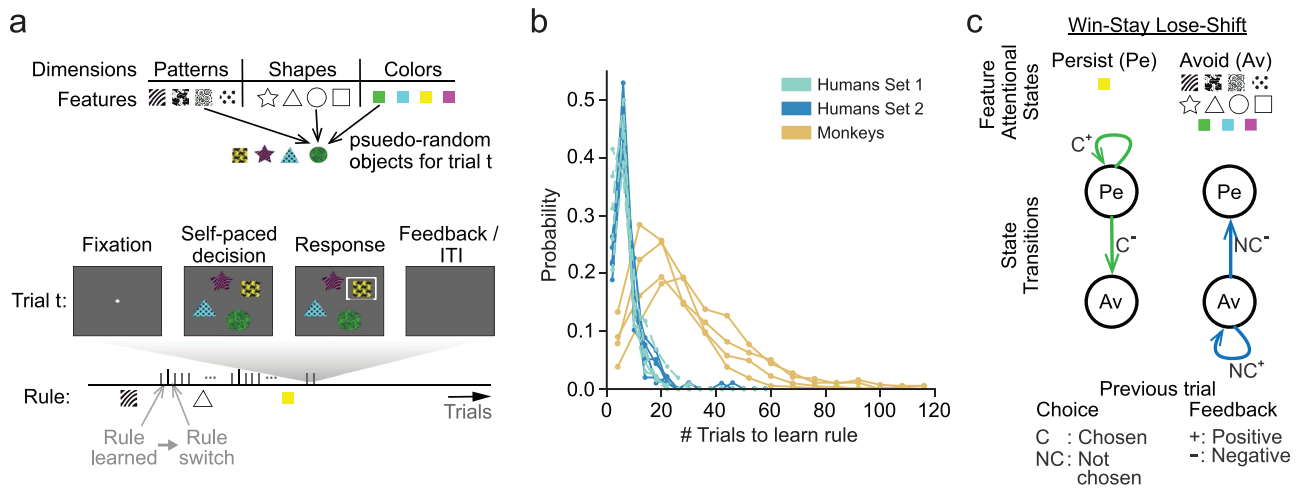 a
Dimensions Patterns Shapes Colors
Features
psuedo-random
objects for trial t
Fixation
Self-paced
decision
Response
Feedback /
ITI
Trial t:
...
...
Rule:
Trials
Rule
learned
Rule
switch
b
Humans Set 1
Humans Set 2
Monkeys
Probability
0.5
0.4
0.3
0.2
0.1
0.0
0 20 40 60 80 100 120
# Trials to learn rule
c
Win-Stay Lose-Shift
Persist (Pe) Avoid (Av)
Feature
Attentional
States
State
Transitions
C+
Pe
C-
Av
Pe
NC-
Av
NC+
Previous trial
Choice Feedback
C : Chosen +: Positive
NC: Not -: Negative
chosen